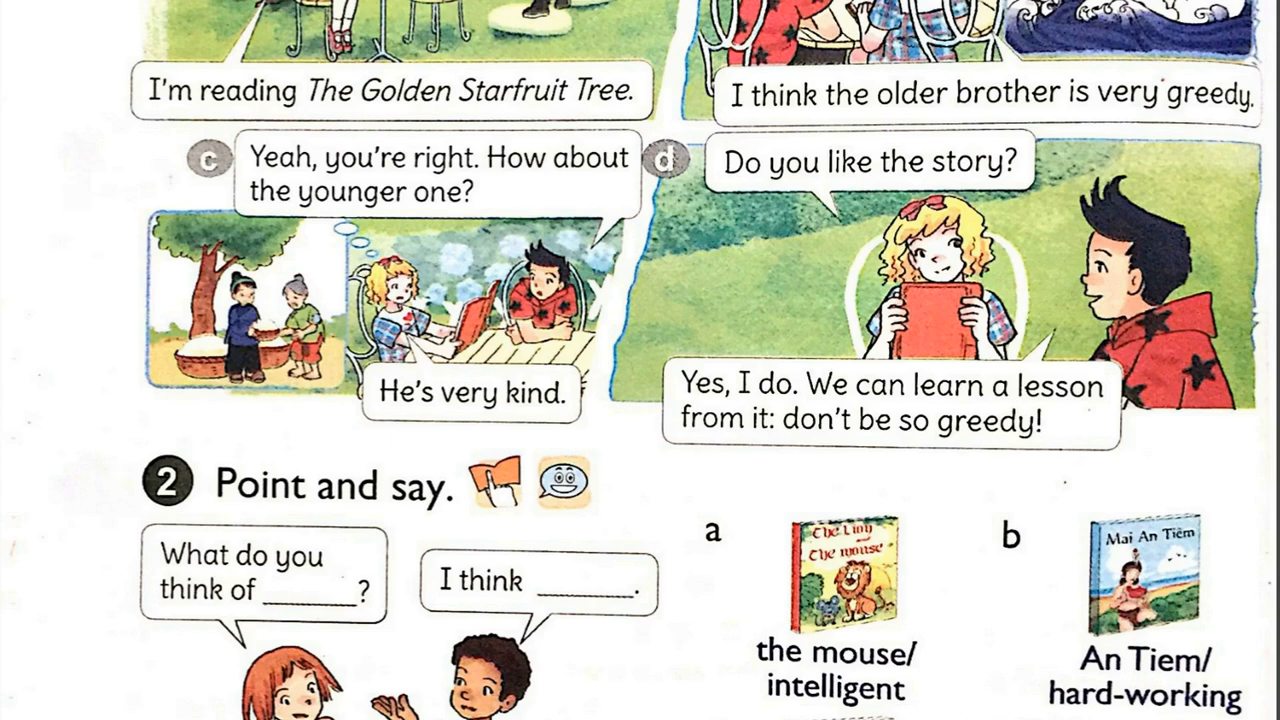 I'm reading The Golden Starfruit Tree.
I think the older brother is very greedy.
c
Yeah, you're right. How about
the younger one?
He's very kind.
d
Do you like the story?
Yes, I do. We can learn a lesson
from it: don't be so greedy!
2 Point and say.
What do you
think of ______?
I think ______.
a
The Lion
and
The mouse
the mouse/
intelligent
b
Mai An Tiêm
An Tiem/
hard-working